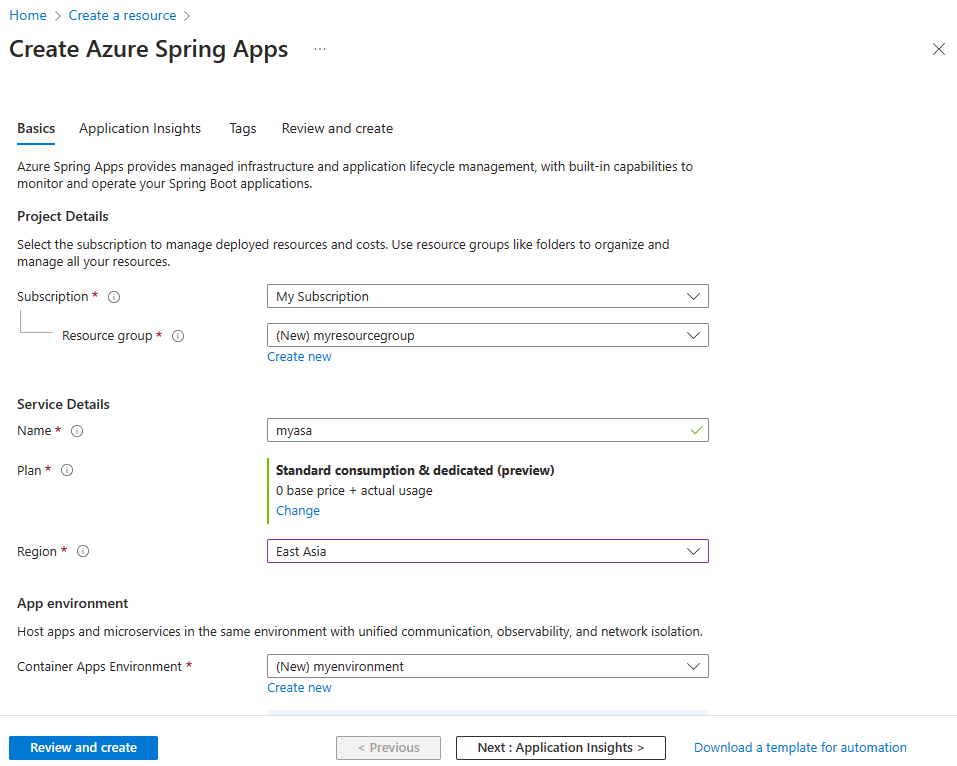 Home > Create a resource >
Create Azure Spring Apps ...
Basics Application Insights Tags Review and create
Azure Spring Apps provides managed infrastructure and application lifecycle management, with built-in capabilities to
monitor and operate your Spring Boot applications.
Project Details
Select the subscription to manage deployed resources and costs. Use resource groups like folders to organize and
manage all your resources.
Subscription * My Subscription
Resource group * (New) myresourcegroup
Create new
Service Details
Name * myasa
Plan * Standard consumption & dedicated (preview)
0 base price + actual usage
Change
Region * East Asia
App environment
Host apps and microservices in the same environment with unified communication, observability, and network isolation.
Container Apps Environment * (New) myenvironment
Create new
Review and create < Previous Next : Application Insights > Download a template for automation